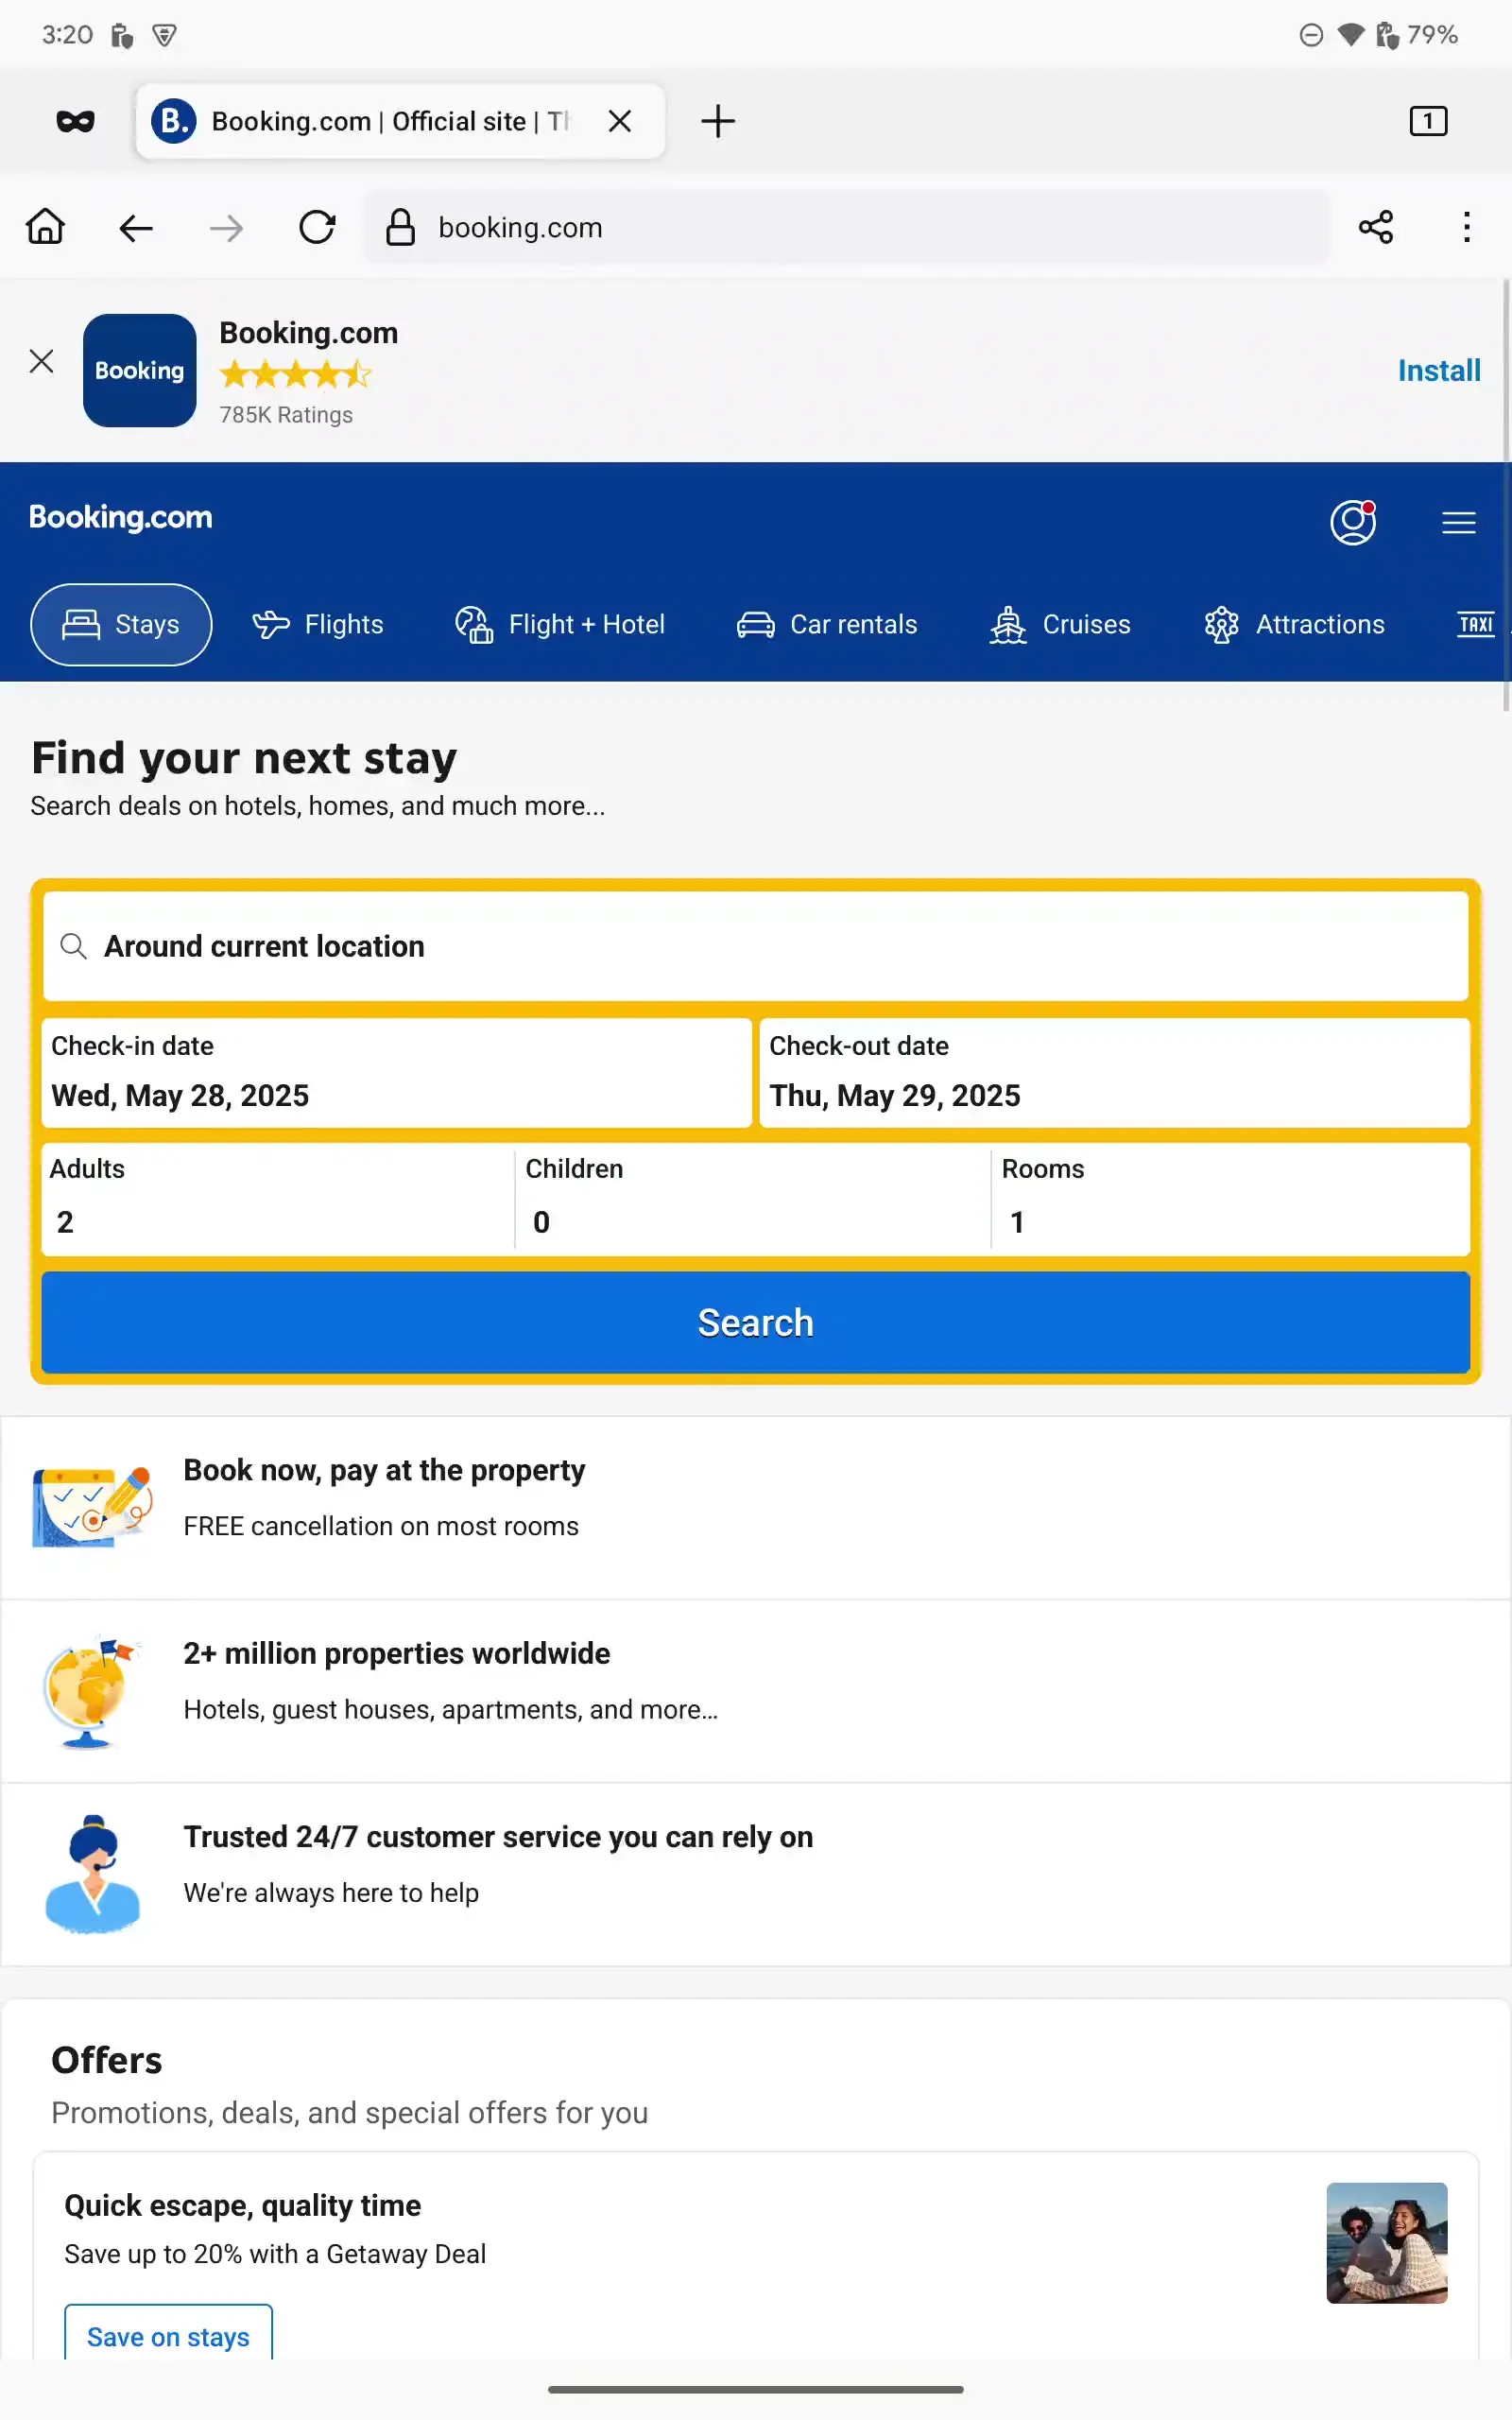 3:20
79%
B. Booking.com | Official site | Th
1
booking.com
Booking
Booking.com
785K Ratings
Install
Booking.com
Stays
Flights
Flight + Hotel
Car rentals
Cruises
Attractions
TAXI
Find your next stay
Search deals on hotels, homes, and much more...
Around current location
Check-in date
Check-out date
Wed, May 28, 2025
Thu, May 29, 2025
Adults
Children
Rooms
2
0
1
Search
Book now, pay at the property
FREE cancellation on most rooms
2+ million properties worldwide
Hotels, guest houses, apartments, and more...
Trusted 24/7 customer service you can rely on
We're always here to help
Offers
Promotions, deals, and special offers for you
Quick escape, quality time
Save up to 20% with a Getaway Deal
Save on stays